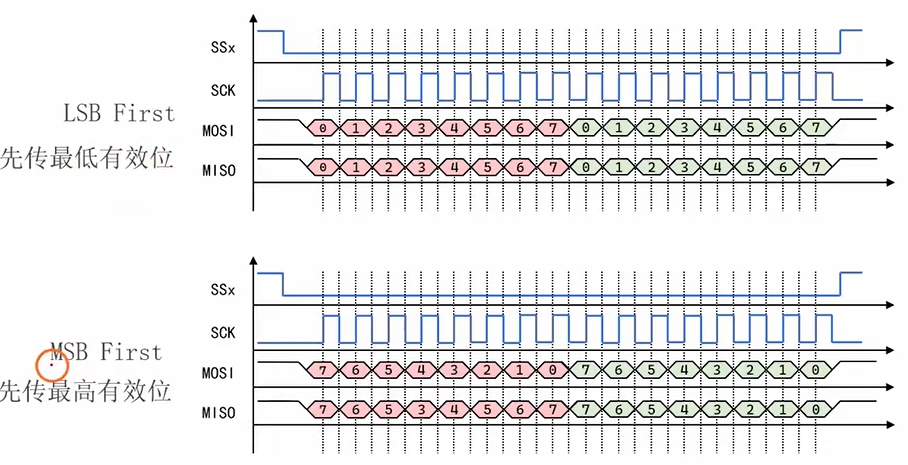 SSx
SCK
LSB First
先传最低有效位
MOSI 0 1 2 3 4 5 6 7 0 1 2 3 4 5 6 7
MISO 0 1 2 3 4 5 6 7 0 1 2 3 4 5 6 7
SSx
SCK
MSB First
先传最高有效位
MOSI 7 6 5 4 3 2 1 0 7 6 5 4 3 2 1 0
MISO 7 6 5 3 4 5 6 7 7 6 5 4 3 2 1 0